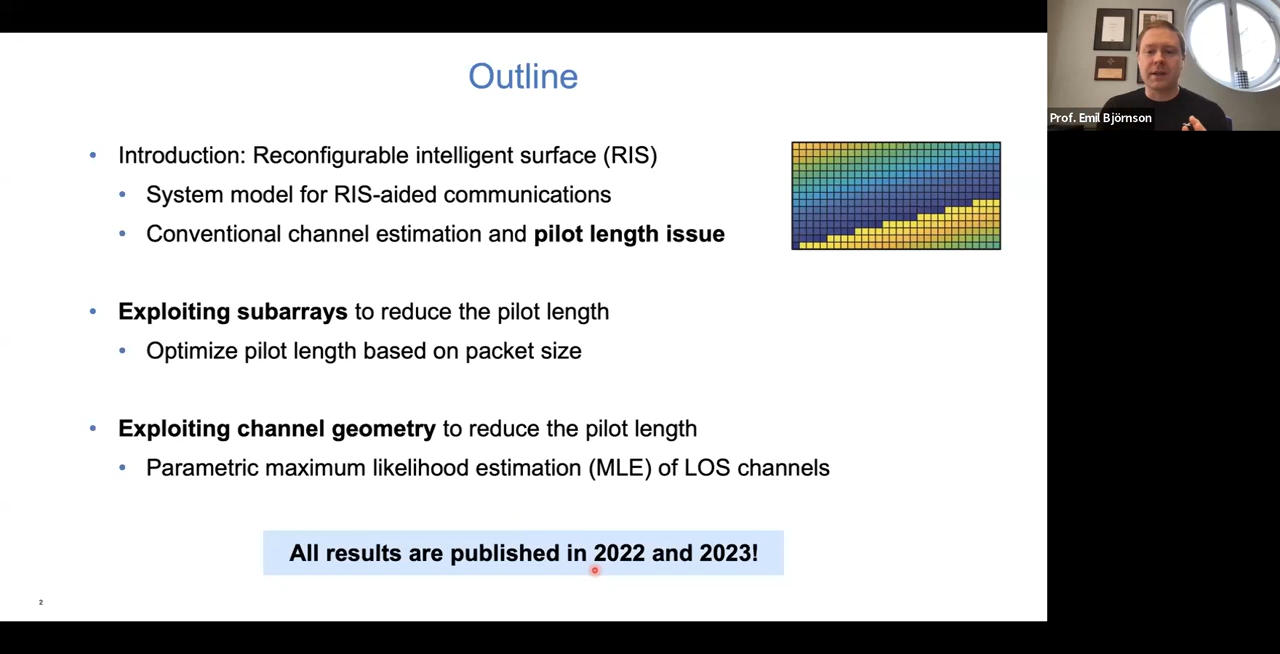 Outline
• Introduction: Reconfigurable intelligent surface (RIS)
• System model for RIS-aided communications
• Conventional channel estimation and pilot length issue
• Exploiting subarrays to reduce the pilot length
• Optimize pilot length based on packet size
• Exploiting channel geometry to reduce the pilot length
• Parametric maximum likelihood estimation (MLE) of LOS channels
All results are published in 2022 and 2023!
2
Prof. Emil Björnson